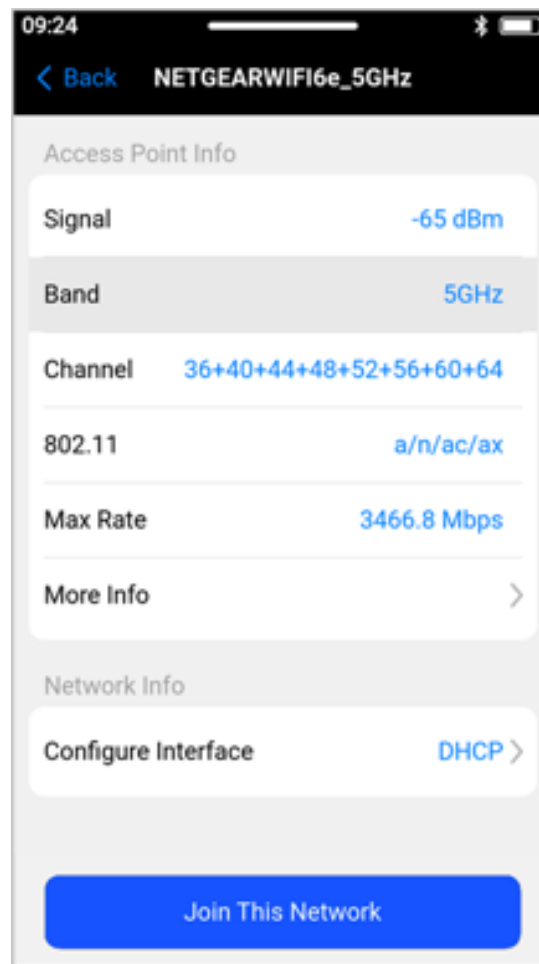 09:24
Back NETGEARWIFI6e_5GHz
Access Point Info
Signal -65 dBm
Band 5GHz
Channel 36+40+44+48+52+56+60+64
802.11 a/n/ac/ax
Max Rate 3466.8 Mbps
More Info
Network Info
Configure Interface DHCP
Join This Network